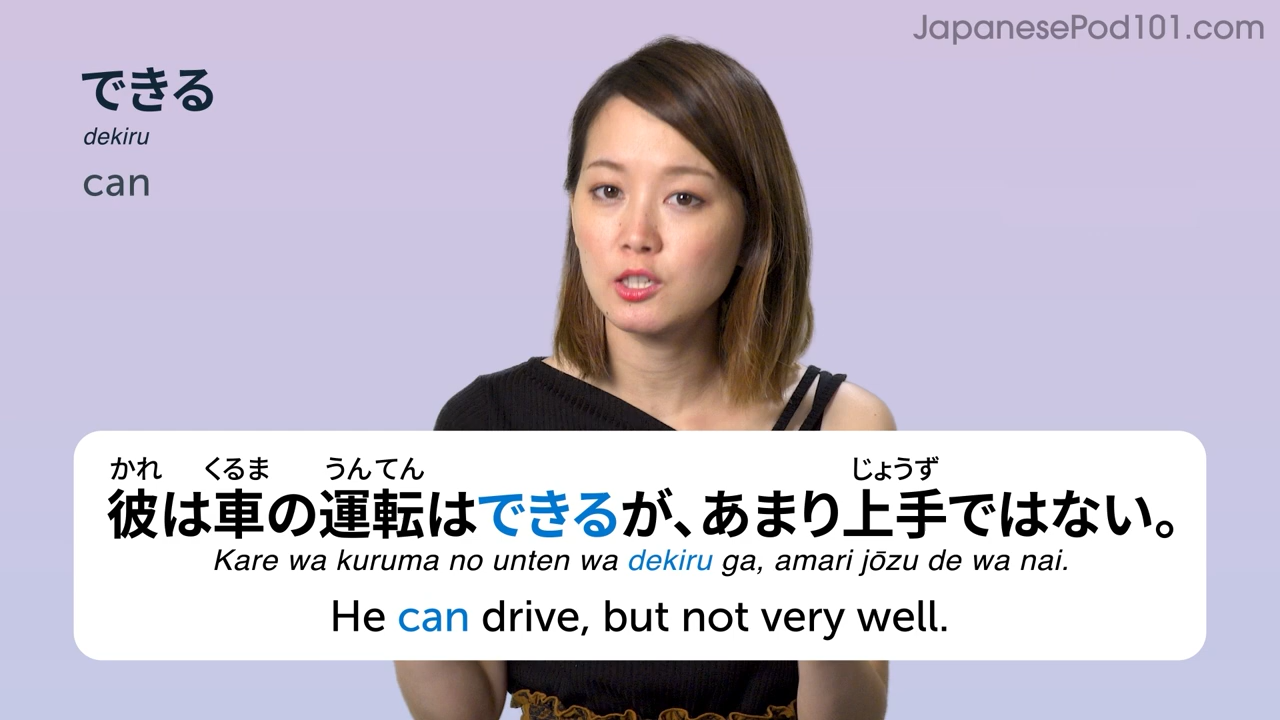 JapanesePod101.com
できる
dekiru
can
かれ くるま うんてん じょうず
彼は車の運転はできるが、あまり上手ではない。
Kare wa kuruma no unten wa dekiru ga, amari jōzu de wa nai.
He can drive, but not very well.